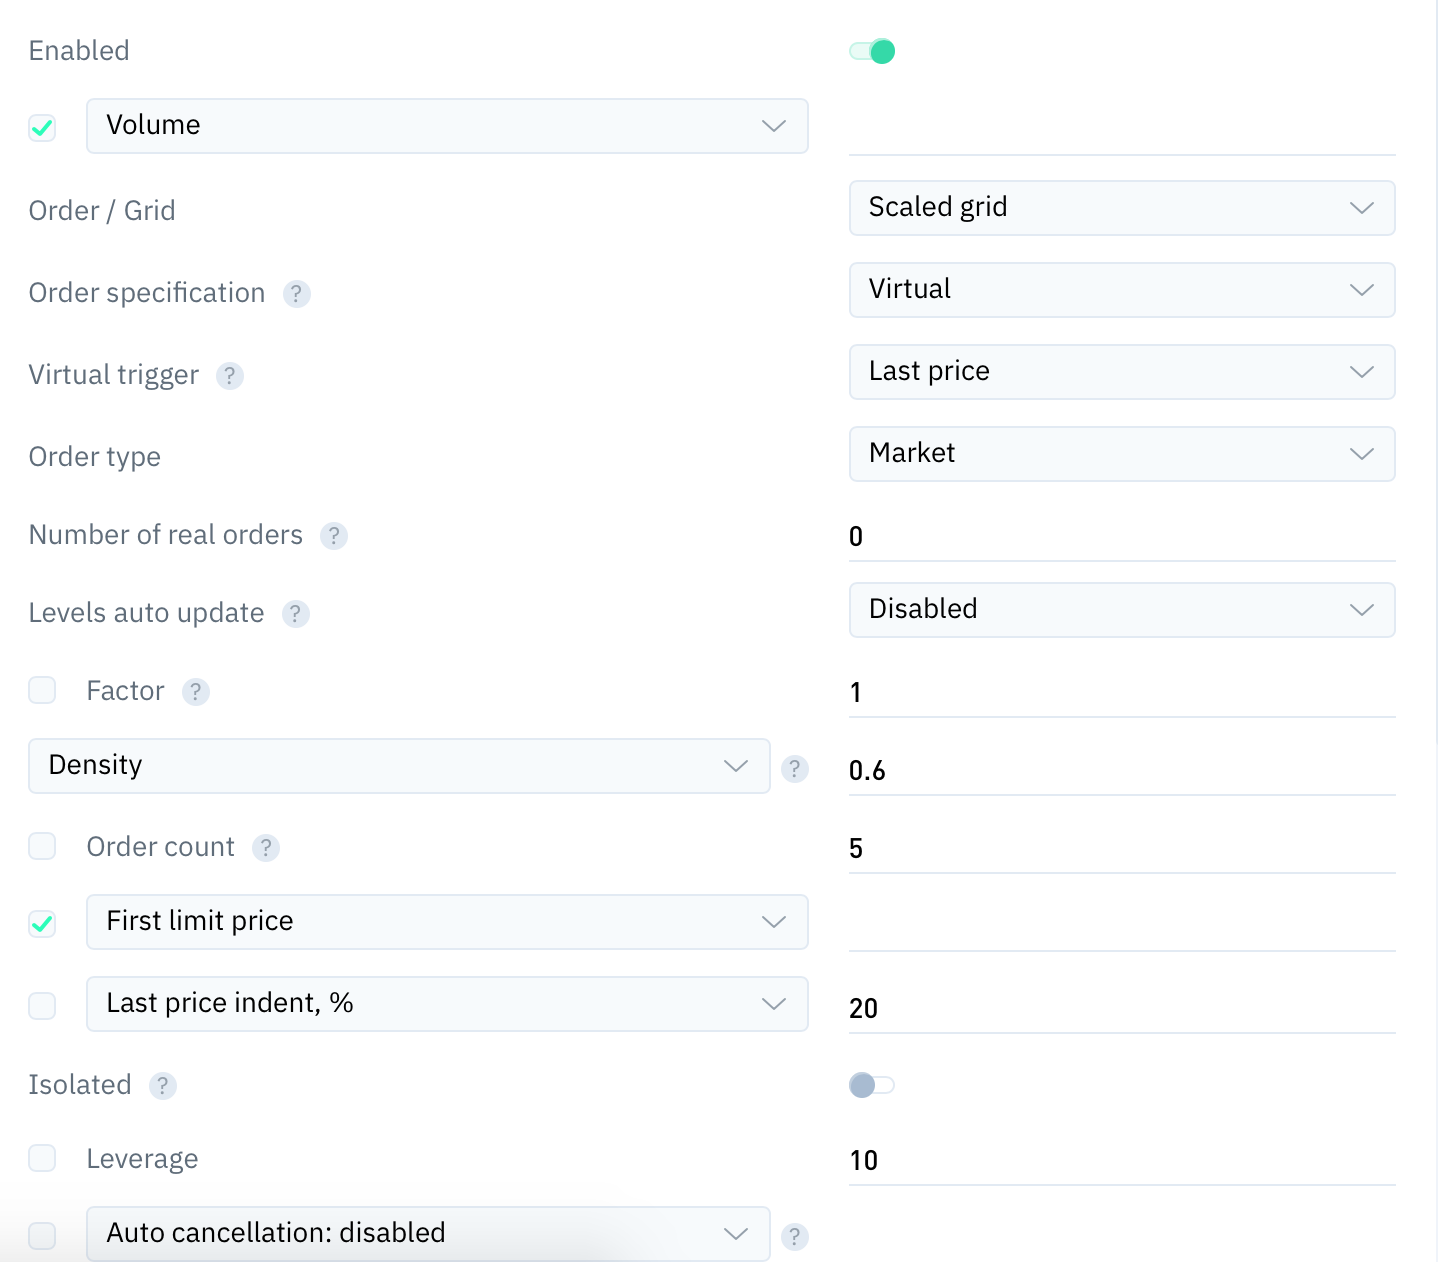 Enabled
Volume
Order / Grid
Scaled grid
Order specification ?
Virtual
Virtual trigger ?
Last price
Order type
Market
Number of real orders ?
0
Levels auto update ?
Disabled
Factor ?
1
Density ?
0.6
Order count ?
5
First limit price
Last price indent, %
20
Isolated ?
Leverage
10
Auto cancellation: disabled ?